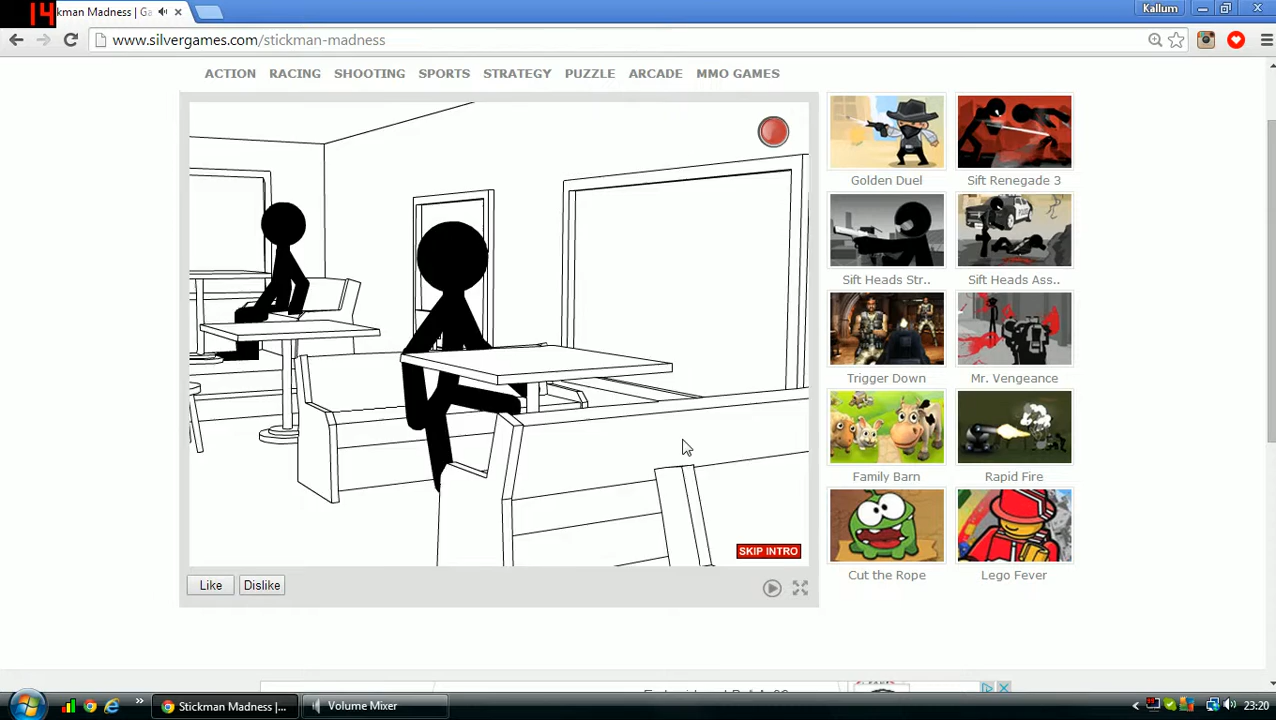 14
kman Madness | Ga
Kallum
www.silvergames.com/stickman-madness
ACTION RACING SHOOTING SPORTS STRATEGY PUZZLE ARCADE MMO GAMES
Golden Duel
Sift Renegade 3
Sift Heads Str..
Sift Heads Ass..
Trigger Down
Mr. Vengeance
Family Barn
Rapid Fire
Cut the Rope
Lego Fever
SKIP INTRO
Like
Dislike
Stickman Madness |...
Volume Mixer
23:20